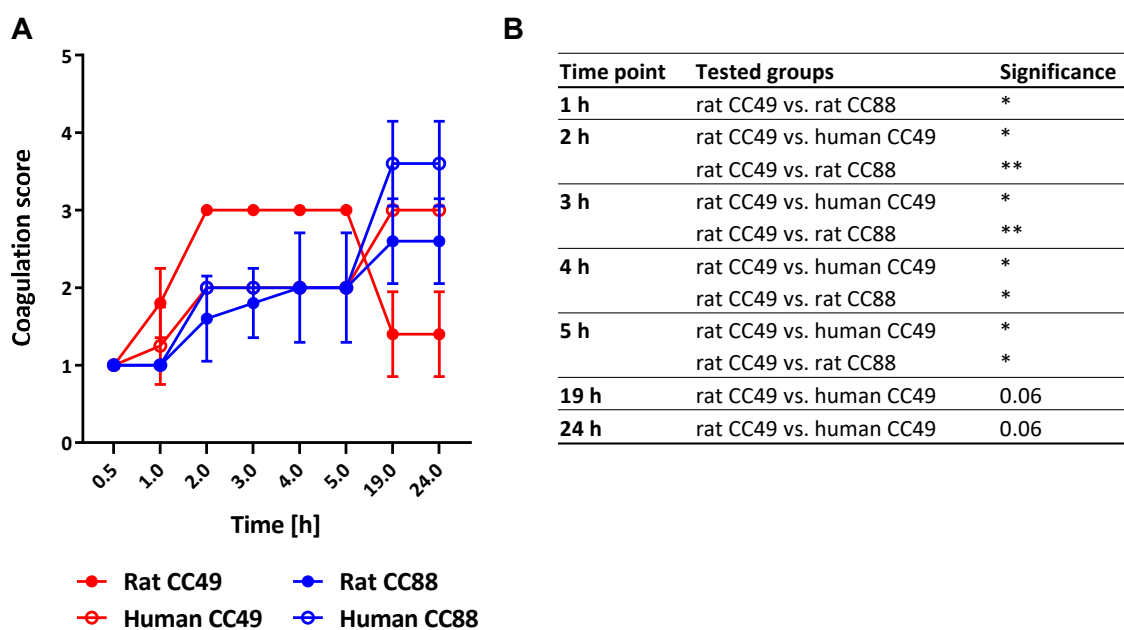 A
B
5
4
3
2
1
0
Coagulation score
0.5
1.0
2.0
3.0
4.0
5.0
19.0
24.0
Time [h]
Rat CC49
Rat CC88
Human CC49
Human CC88
Time point Tested groups Significance
1 h rat CC49 vs. rat CC88 *
2 h rat CC49 vs. human CC49 *
rat CC49 vs. rat CC88 **
3 h rat CC49 vs. human CC49 *
rat CC49 vs. rat CC88 **
4 h rat CC49 vs. human CC49 *
rat CC49 vs. rat CC88 *
5 h rat CC49 vs. human CC49 *
rat CC49 vs. rat CC88 *
19 h rat CC49 vs. human CC49 0.06
24 h rat CC49 vs. human CC49 0.06